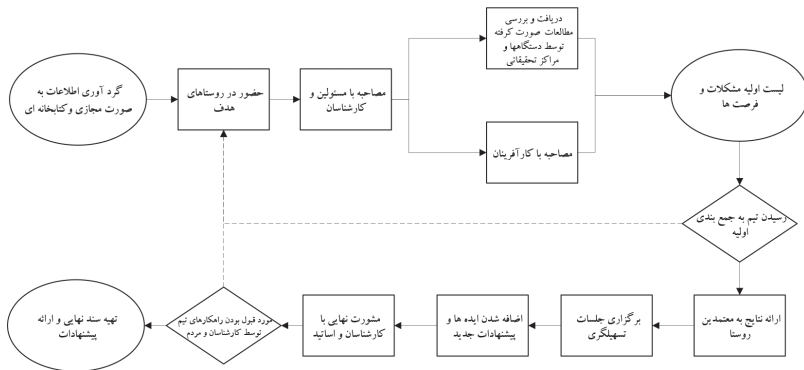 گرد آوری اطلاعات به
صورت مجازی وکتابخانه ای
حضور در روستاهای
هدف
مصاحبه با مسئولین و
کارشناسان
دریافت و بررسی
مطالعات صورت گرفته
توسط دستگاهها و
مراکز تحقیقاتی
مصاحبه با کارآفرینان
لیست اولیه مشکلات و
فرصت ها
رسیدن تیم به جمع بندی
اولیه
ارائه نتایج به معتمدین
روستا
برگزاری جلسات
تسهیلگری
اضافه شدن ایده ها و
پیشنهادات جدید
مشورت نهایی با
کارشناسان و اساتید
مورد قبول بودن راهکارهای تیم
توسط کارشناسان و مردم
تهیه سند نهایی و ارائه
پیشنهادات